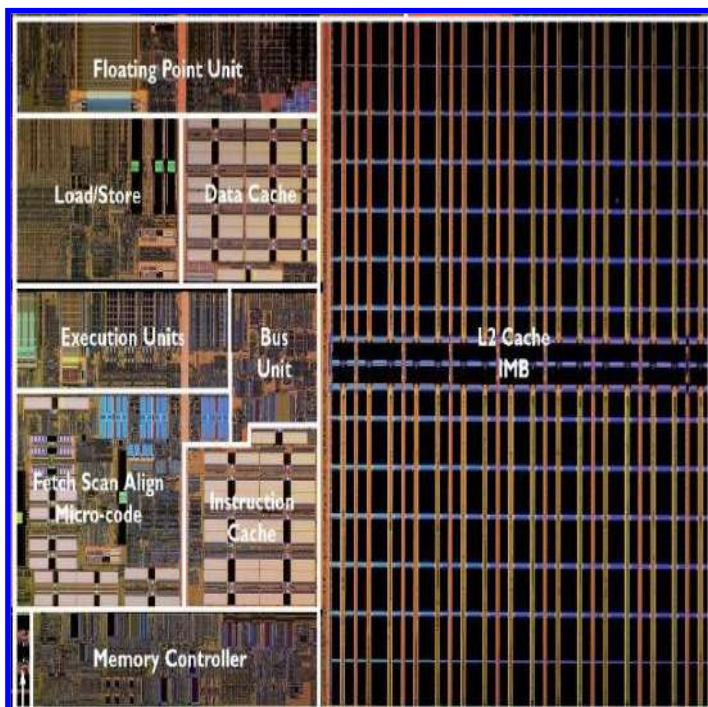 Floating Point Unit
Load/Store
Data Cache
Execution Units
Bus
Unit
L2 Cache
IMB
Fetch Scan Align
Micro-code
Instruction
Cache
Memory Controller